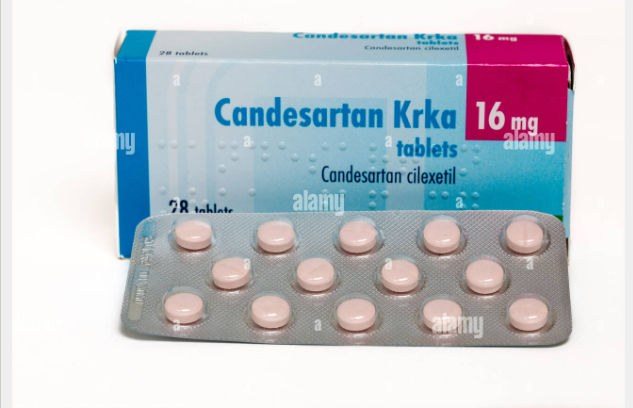 Candesartan Krka 16 mg
tablets
28 tablets Candesartan cilexetil
Candesartan Krka 16 mg
tablets
Candesartan cilexetil
28 tablets
alamy
alamy
alamy
alamy
a
a
a
a
a
a
a
a
a